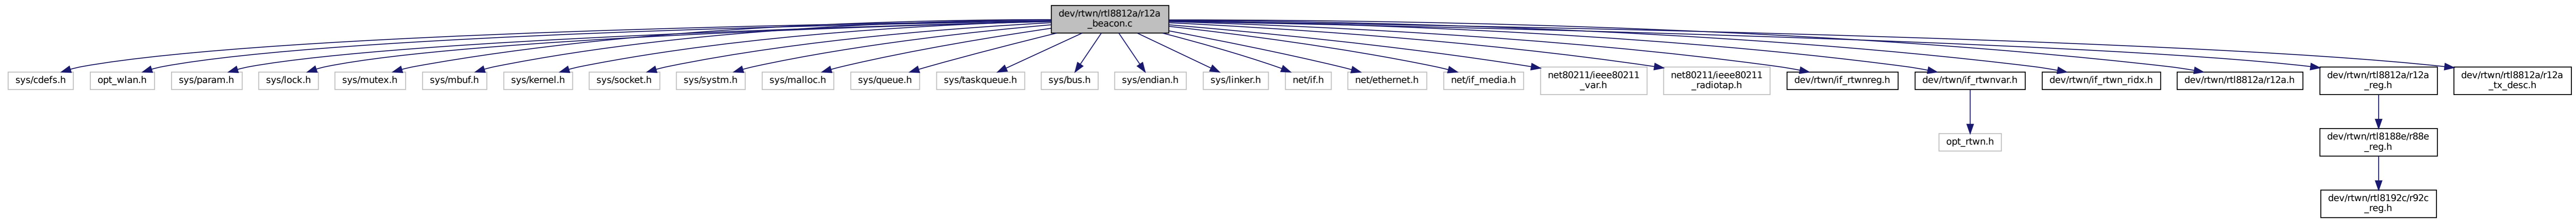 dev/rtwn/rtl8812a/r12a
_beacon.c
sys/cdefs.h
opt_wlan.h
sys/param.h
sys/lock.h
sys/mutex.h
sys/mbuf.h
sys/kernel.h
sys/socket.h
sys/systm.h
sys/malloc.h
sys/queue.h
sys/taskqueue.h
sys/bus.h
sys/endian.h
sys/linker.h
net/if.h
net/ethernet.h
net/if_media.h
net80211/ieee80211
_var.h
net80211/ieee80211
_radiotap.h
dev/rtwn/if_rtwnreg.h
dev/rtwn/if_rtwnvar.h
dev/rtwn/if_rtwn_ridx.h
dev/rtwn/rtl8812a/r12a.h
dev/rtwn/rtl8812a/r12a
_reg.h
dev/rtwn/rtl8812a/r12a
_tx_desc.h
opt_rtwn.h
dev/rtwn/rtl8188e/r88e
_reg.h
dev/rtwn/rtl8192c/r92c
_reg.h